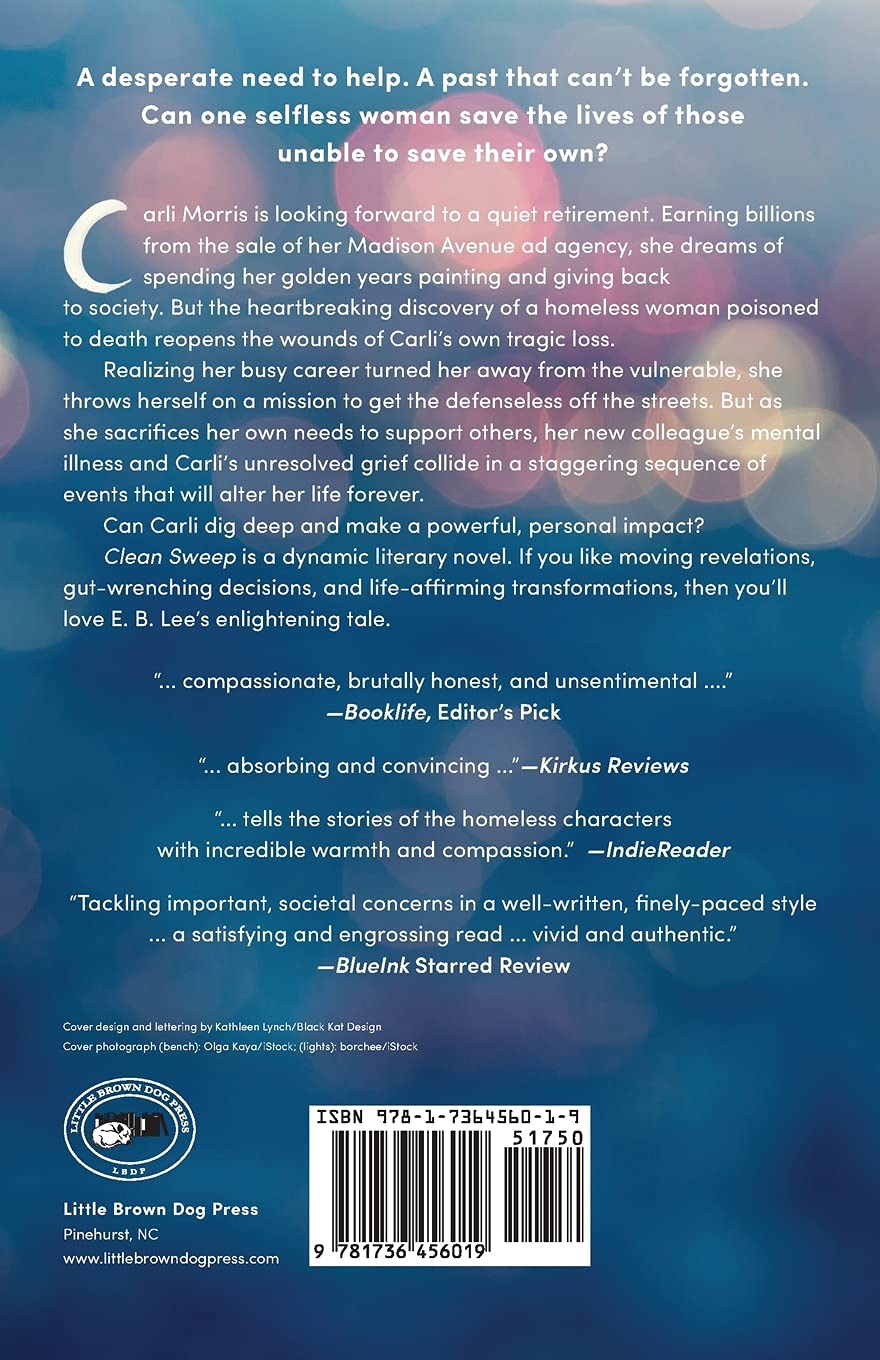 A desperate need to help. A past that can’t be forgotten.
Can one selfless woman save the lives of those
unable to save their own?
Carli Morris is looking forward to a quiet retirement. Earning billions
from the sale of her Madison Avenue ad agency, she dreams of
spending her golden years painting and giving back
to society. But the heartbreaking discovery of a homeless woman poisoned
to death reopens the wounds of Carli’s own tragic loss.
Realizing her busy career turned her away from the vulnerable, she
throws herself on a mission to get the defenseless off the streets. But as
she sacrifices her own needs to support others, her new colleague’s mental
illness and Carli’s unresolved grief collide in a staggering sequence of
events that will alter her life forever.
Can Carli dig deep and make a powerful, personal impact?
Clean Sweep is a dynamic literary novel. If you like moving revelations,
gut-wrenching decisions, and life-affirming transformations, then you’ll
love E. B. Lee’s enlightening tale.
“... compassionate, brutally honest, and unsentimental ....”
—Booklife, Editor’s Pick
“... absorbing and convincing ...”—Kirkus Reviews
“... tells the stories of the homeless characters
with incredible warmth and compassion.” —IndieReader
“Tackling important, societal concerns in a well-written, finely-paced style
... a satisfying and engrossing read ... vivid and authentic.”
—BlueInk Starred Review
Cover design and lettering by Kathleen Lynch/Black Kat Design
Cover photograph (bench): Olga Kaya/iStock; (lights): borchee/iStock
LITTLE BROWN DOG PRESS
LBDP
Little Brown Dog Press
Pinehurst, NC
www.littlebrowndogpress.com
ISBN 978-1-7364560-1-9
51750
9 781736 456019